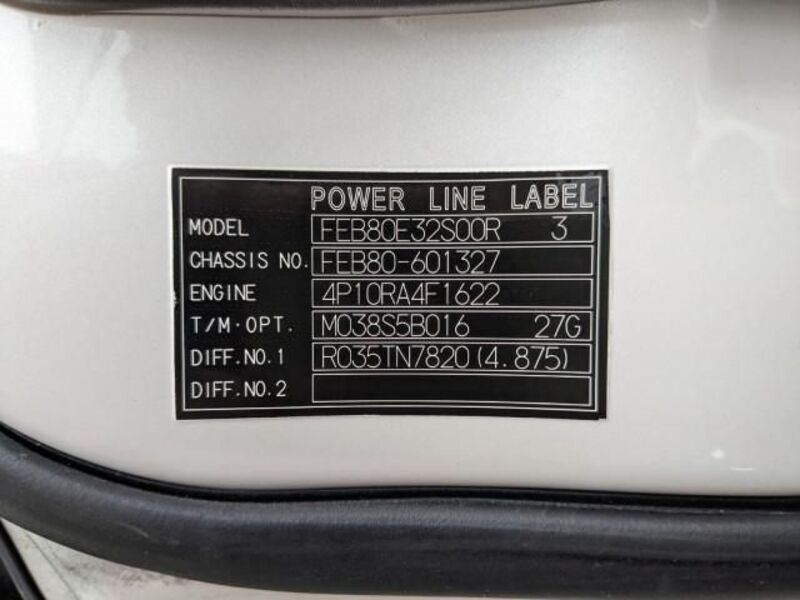 POWER LINE LABEL
MODEL FEB80E32S00R 3
CHASSIS NO. FEB80-601327
ENGINE 4P10RA4F1622
T/M·OPT. M038S5B016 27G
DIFF.NO.1 R035TN7820(4.875)
DIFF.NO.2